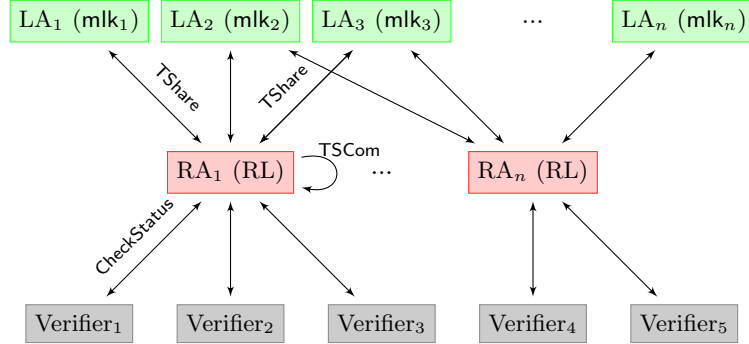 LA₁ (mlk₁) LA₂ (mlk₂) LA₃ (mlk₃) ... LAₙ (mlkₙ)
TShare TShare
TSCom
RA₁ (RL) ... RAₙ (RL)
CheckStatus
Verifier₁ Verifier₂ Verifier₃ Verifier₄ Verifier₅